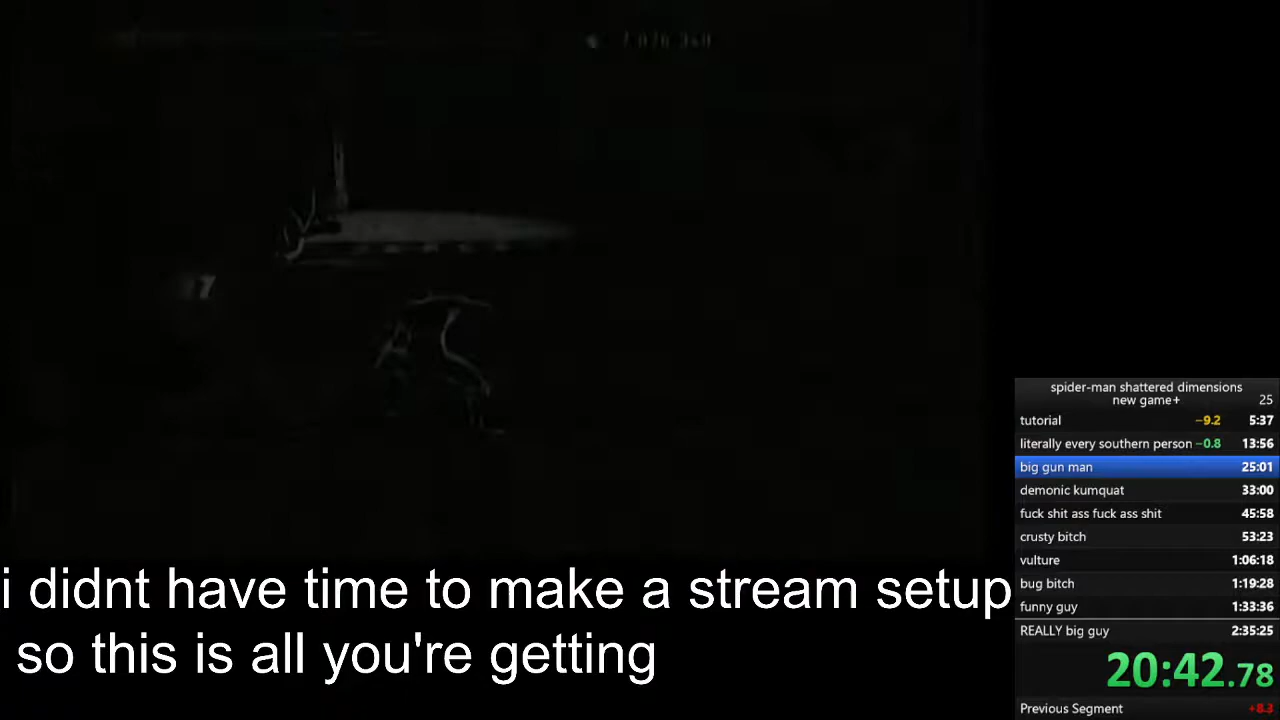 spider-man shattered dimensions
new game+ 25
tutorial −9.2 5:37
literally every southern person −0.8 13:56
big gun man 25:01
demonic kumquat 33:00
fuck shit ass fuck ass shit 45:58
crusty bitch 53:23
vulture 1:06:18
bug bitch 1:19:28
funny guy 1:33:36
REALLY big guy 2:35:25
20:42.78
Previous Segment +8.3
i didnt have time to make a stream setup
so this is all you're getting